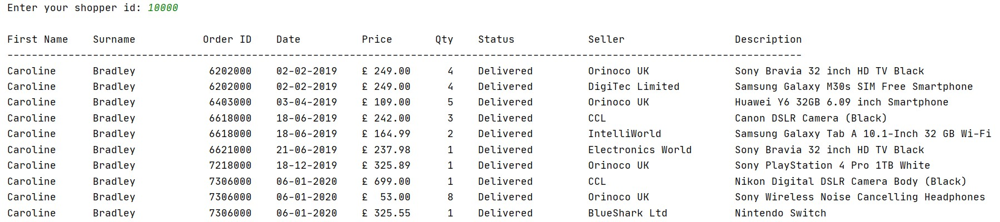 Enter your shopper id: 10000
First Name    Surname           Order ID    Date          Price       Qty    Status            Seller                  Description
----------------------------------------------------------------------------------------------------------------------------------
Caroline      Bradley            6202000    02-02-2019    £ 249.00      4    Delivered         Orinoco UK              Sony Bravia 32 inch HD TV Black
Caroline      Bradley            6202000    02-02-2019    £ 249.00      4    Delivered         DigiTec Limited         Samsung Galaxy M30s SIM Free Smartphone
Caroline      Bradley            6403000    03-04-2019    £ 109.00      5    Delivered         Orinoco UK              Huawei Y6 32GB 6.09 inch Smartphone
Caroline      Bradley            6618000    18-06-2019    £ 242.00      3    Delivered         CCL                     Canon DSLR Camera (Black)
Caroline      Bradley            6618000    18-06-2019    £ 164.99      2    Delivered         IntelliWorld            Samsung Galaxy Tab A 10.1-Inch 32 GB Wi-Fi
Caroline      Bradley            6621000    21-06-2019    £ 237.98      1    Delivered         Electronics World       Sony Bravia 32 inch HD TV Black
Caroline      Bradley            7218000    18-12-2019    £ 325.89      1    Delivered         Orinoco UK              Sony PlayStation 4 Pro 1TB White
Caroline      Bradley            7306000    06-01-2020    £ 699.00      1    Delivered         CCL                     Nikon Digital DSLR Camera Body (Black)
Caroline      Bradley            7306000    06-01-2020    £  53.00      8    Delivered         Orinoco UK              Sony Wireless Noise Cancelling Headphones
Caroline      Bradley            7306000    06-01-2020    £ 325.55      1    Delivered         BlueShark Ltd           Nintendo Switch